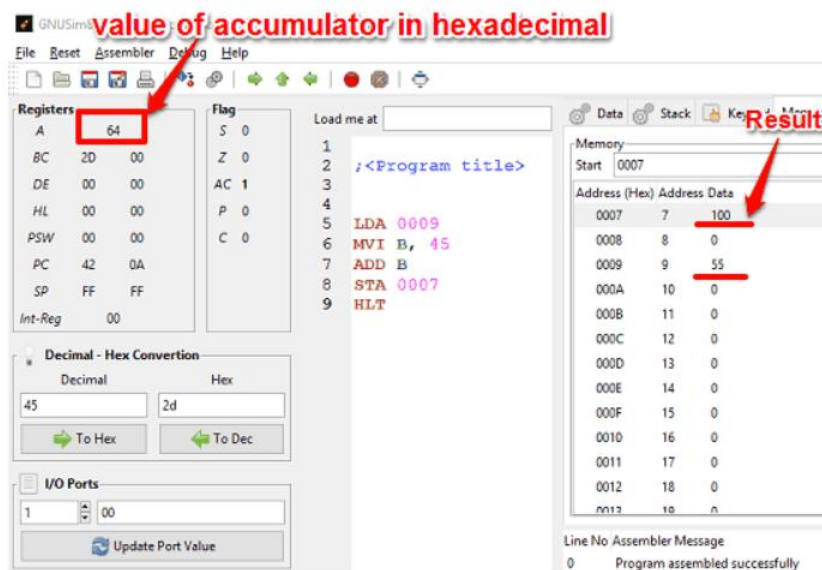 value of accumulator in hexadecimal
File Reset Assembler Debug Help
Registers
A 64
BC 2D 00
DE 00 00
HL 00 00
PSW 00 00
PC 42 0A
SP FF FF
Int-Reg 00
Flag
S 0
Z 0
AC 1
P 0
C 0
Decimal - Hex Convertion
Decimal Hex
45 2d
To Hex To Dec
I/O Ports
1 00
Update Port Value
Load me at
1
2 ;<Program title>
3
4
5 LDA 0009
6 MVI B, 45
7 ADD B
8 STA 0007
9 HLT
Data Stack
Result
Memory
Start 0007
Address (Hex) Address Data
0007 7 100
0008 8 0
0009 9 55
000A 10 0
000B 11 0
000C 12 0
000D 13 0
000E 14 0
000F 15 0
0010 16 0
0011 17 0
0012 18 0
0013 19 0
Line No Assembler Message
0 Program assembled successfully